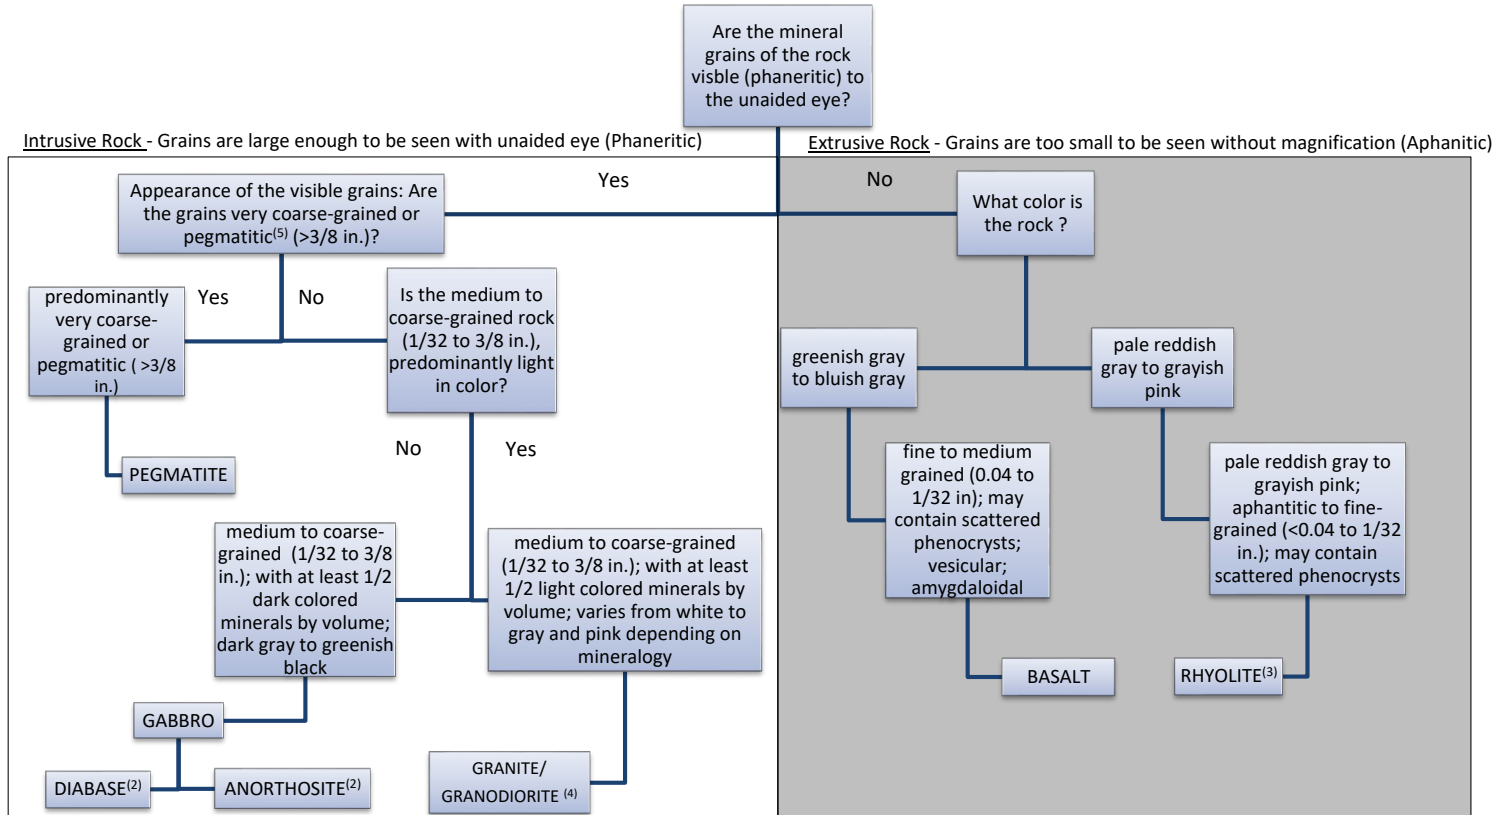 Are the mineral
grains of the rock
visble (phaneritic) to
the unaided eye?
Intrusive Rock - Grains are large enough to be seen with unaided eye (Phaneritic)
Extrusive Rock - Grains are too small to be seen without magnification (Aphanitic)
Yes
No
Appearance of the visible grains: Are
the grains very coarse-grained or
pegmatitic(5) (>3/8 in.)?
What color is
the rock ?
predominantly
very coarse-
grained or
pegmatitic ( >3/8
in.)
Yes
No
Is the medium to
coarse-grained rock
(1/32 to 3/8 in.),
predominantly light
in color?
greenish gray
to bluish gray
pale reddish
gray to grayish
pink
No
Yes
PEGMATITE
fine to medium
grained (0.04 to
1/32 in); may
contain scattered
phenocrysts;
vesicular;
amygdaloidal
pale reddish gray to
grayish pink;
aphantitic to fine-
grained (<0.04 to 1/32
in.); may contain
scattered phenocrysts
medium to coarse-
grained (1/32 to 3/8
in.); with at least 1/2
dark colored
minerals by volume;
dark gray to greenish
black
medium to coarse-grained
(1/32 to 3/8 in.); with at least
1/2 light colored minerals by
volume; varies from white to
gray and pink depending on
mineralogy
BASALT
RHYOLITE(3)
GABBRO
DIABASE(2)
ANORTHOSITE(2)
GRANITE/
GRANODIORITE (4)